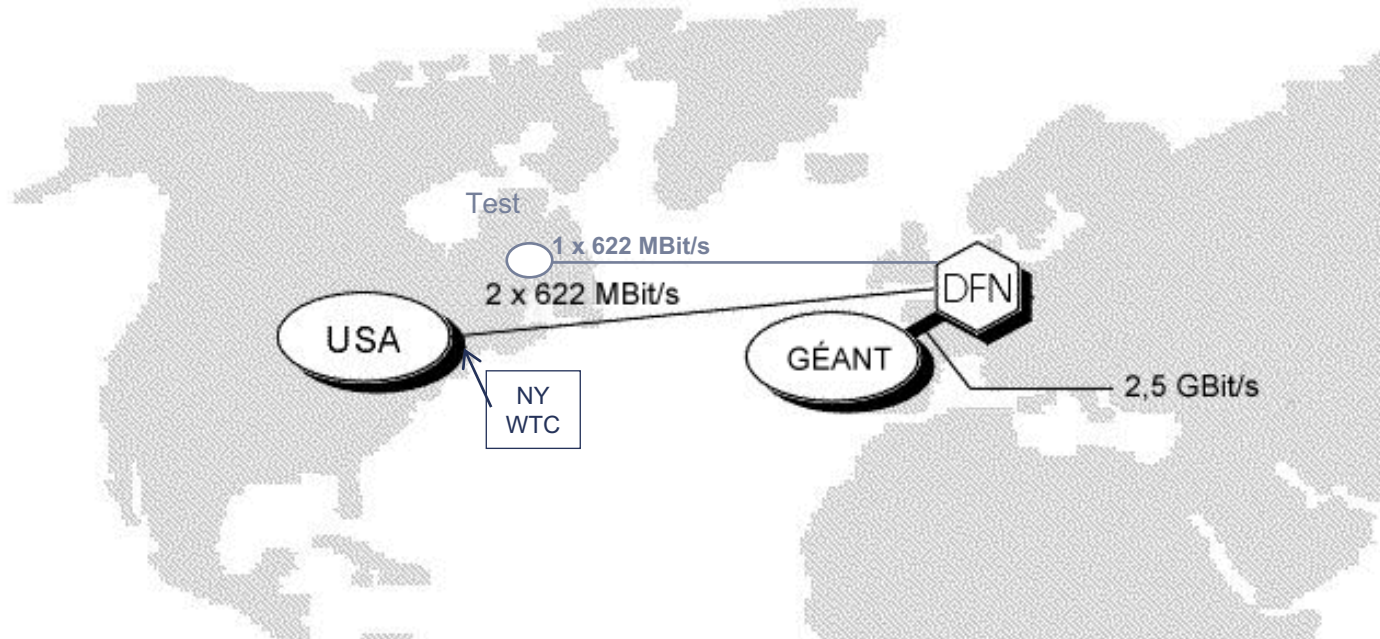 Test
1 x 622 MBit/s
2 x 622 MBit/s
DFN
USA
GÉANT
2,5 GBit/s
NY
WTC